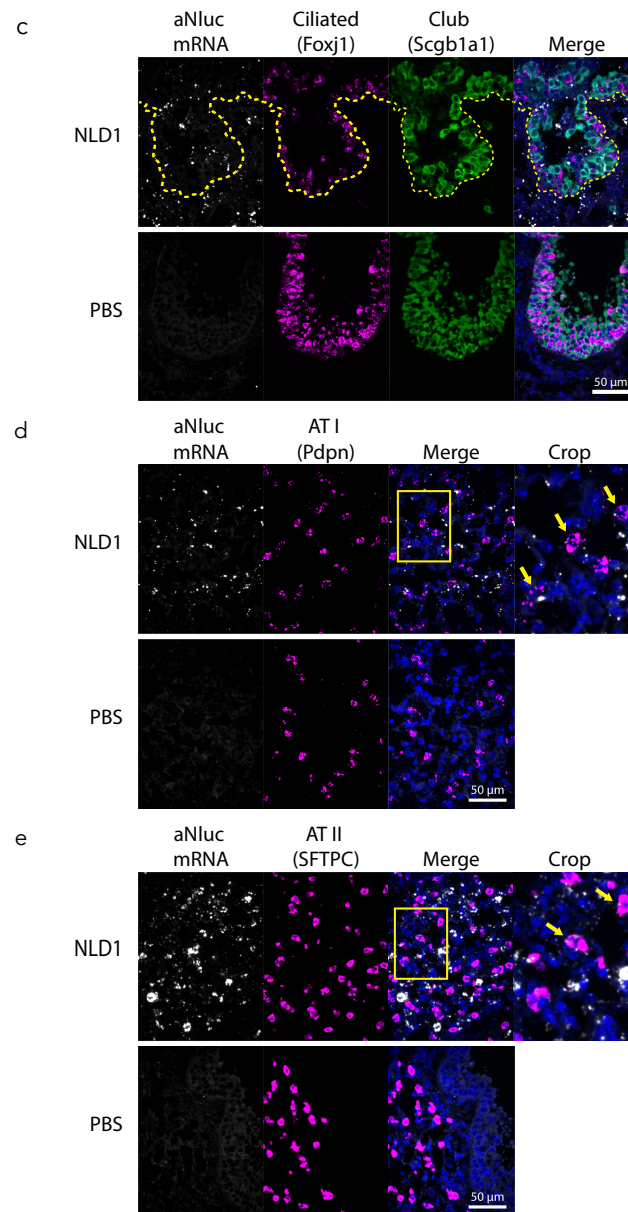 c
aNluc mRNA
Ciliated (Foxj1)
Club (Scgb1a1)
Merge
NLD1
PBS
50 µm
d
aNluc mRNA
AT I (Pdpn)
Merge
Crop
NLD1
PBS
50 µm
e
aNluc mRNA
AT II (SFTPC)
Merge
Crop
NLD1
PBS
50 µm